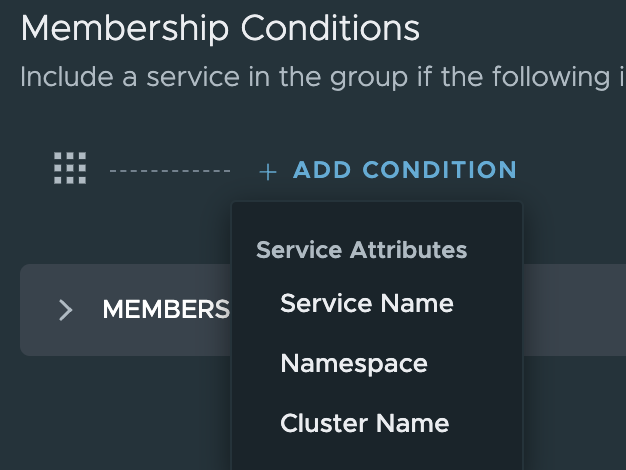 Membership Conditions
Include a service in the group if the following i
+ ADD CONDITION
Service Attributes
Service Name
MEMBERS
Namespace
Cluster Name